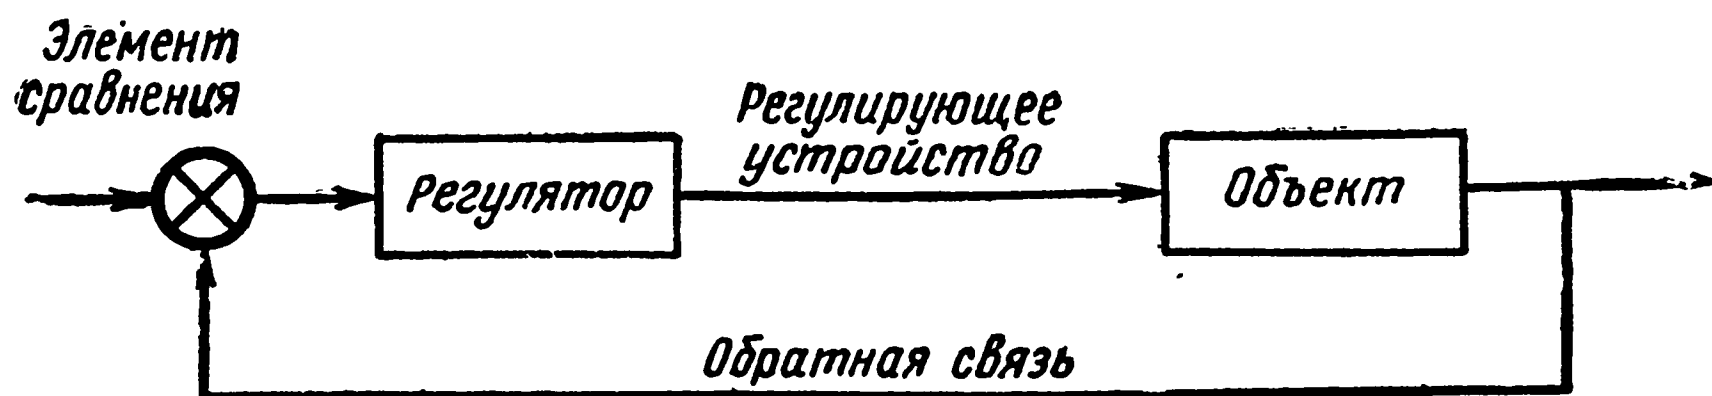 Элемент
сравнения
Регулятор
Регулирующее
устройство
Объект
Обратная связь